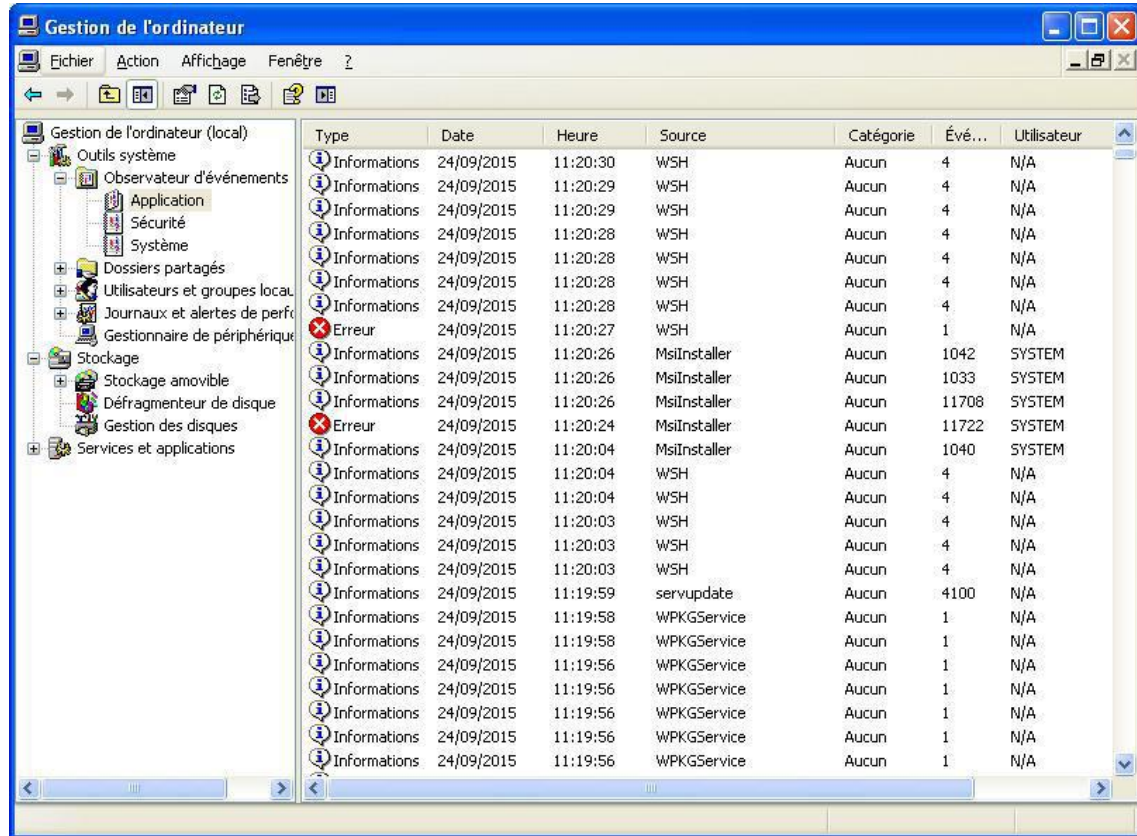 Gestion de l'ordinateur
Fichier Action Affichage Fenêtre ?
Gestion de l'ordinateur (local)
Outils système
Observateur d'événements
Application
Sécurité
Système
Dossiers partagés
Utilisateurs et groupes locau
Journaux et alertes de perfo
Gestionnaire de périphérique
Stockage
Stockage amovible
Défragmenteur de disque
Gestion des disques
Services et applications
Type Date Heure Source Catégorie Évé... Utilisateur
Informations 24/09/2015 11:20:30 WSH Aucun 4 N/A
Informations 24/09/2015 11:20:29 WSH Aucun 4 N/A
Informations 24/09/2015 11:20:29 WSH Aucun 4 N/A
Informations 24/09/2015 11:20:28 WSH Aucun 4 N/A
Informations 24/09/2015 11:20:28 WSH Aucun 4 N/A
Informations 24/09/2015 11:20:28 WSH Aucun 4 N/A
Informations 24/09/2015 11:20:28 WSH Aucun 4 N/A
Erreur 24/09/2015 11:20:27 WSH Aucun 1 N/A
Informations 24/09/2015 11:20:26 MsiInstaller Aucun 1042 SYSTEM
Informations 24/09/2015 11:20:26 MsiInstaller Aucun 1033 SYSTEM
Informations 24/09/2015 11:20:26 MsiInstaller Aucun 11708 SYSTEM
Erreur 24/09/2015 11:20:24 MsiInstaller Aucun 11722 SYSTEM
Informations 24/09/2015 11:20:04 MsiInstaller Aucun 1040 SYSTEM
Informations 24/09/2015 11:20:04 WSH Aucun 4 N/A
Informations 24/09/2015 11:20:04 WSH Aucun 4 N/A
Informations 24/09/2015 11:20:03 WSH Aucun 4 N/A
Informations 24/09/2015 11:20:03 WSH Aucun 4 N/A
Informations 24/09/2015 11:20:03 WSH Aucun 4 N/A
Informations 24/09/2015 11:19:59 servupdate Aucun 4100 N/A
Informations 24/09/2015 11:19:58 WPKGService Aucun 1 N/A
Informations 24/09/2015 11:19:58 WPKGService Aucun 1 N/A
Informations 24/09/2015 11:19:56 WPKGService Aucun 1 N/A
Informations 24/09/2015 11:19:56 WPKGService Aucun 1 N/A
Informations 24/09/2015 11:19:56 WPKGService Aucun 1 N/A
Informations 24/09/2015 11:19:56 WPKGService Aucun 1 N/A
Informations 24/09/2015 11:19:56 WPKGService Aucun 1 N/A